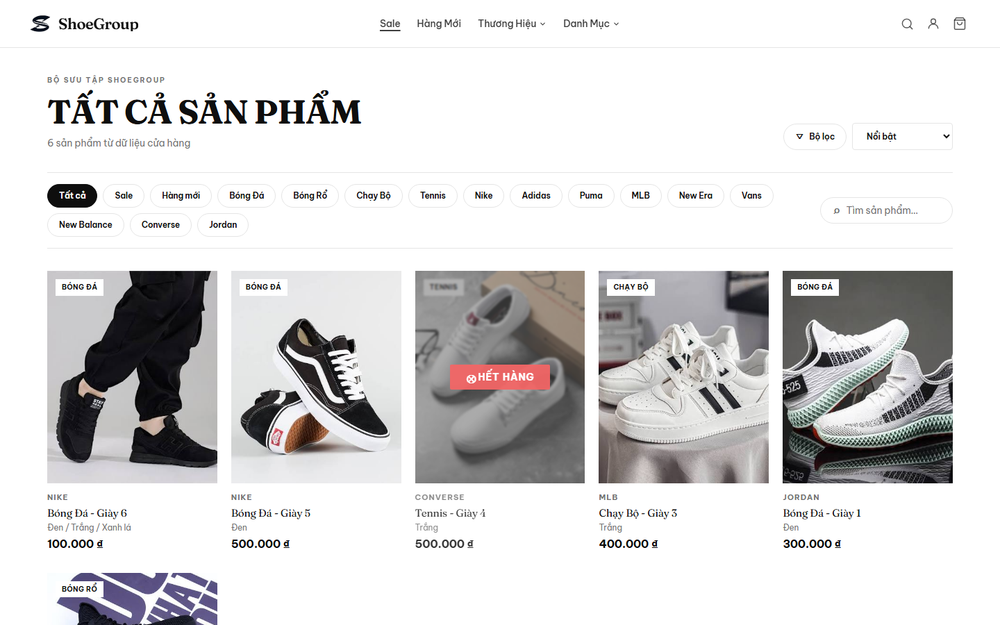 ShoeGroup
Sale
Hàng Mới
Thương Hiệu
Danh Mục
BỘ SƯU TẬP SHOEGROUP
TẤT CẢ SẢN PHẨM
6 sản phẩm từ dữ liệu cửa hàng
Bộ lọc
Nổi bật
Tất cả
Sale
Hàng mới
Bóng Đá
Bóng Rổ
Chạy Bộ
Tennis
Nike
Adidas
Puma
MLB
New Era
Vans
New Balance
Converse
Jordan
Tìm sản phẩm...
BÓNG ĐÁ
STAY
REAL
BÓNG ĐÁ
TENNIS
HẾT HÀNG
CHẠY BỘ
BÓNG ĐÁ
NIKE
Bóng Đá - Giày 6
Đen / Trắng / Xanh lá
100.000 ₫
NIKE
Bóng Đá - Giày 5
Đen
500.000 ₫
CONVERSE
Tennis - Giày 4
Trắng
500.000 ₫
MLB
Chạy Bộ - Giày 3
Trắng
400.000 ₫
JORDAN
Bóng Đá - Giày 1
Đen
300.000 ₫
BÓNG RỔ